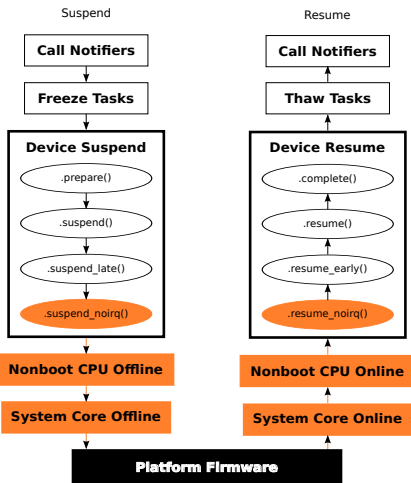 Suspend
Call Notifiers
Freeze Tasks
Device Suspend
.prepare()
.suspend()
.suspend_late()
.suspend_noirq()
Nonboot CPU Offline
System Core Offline
Resume
Call Notifiers
Thaw Tasks
Device Resume
.complete()
.resume()
.resume_early()
.resume_noirq()
Nonboot CPU Online
System Core Online
Platform Firmware